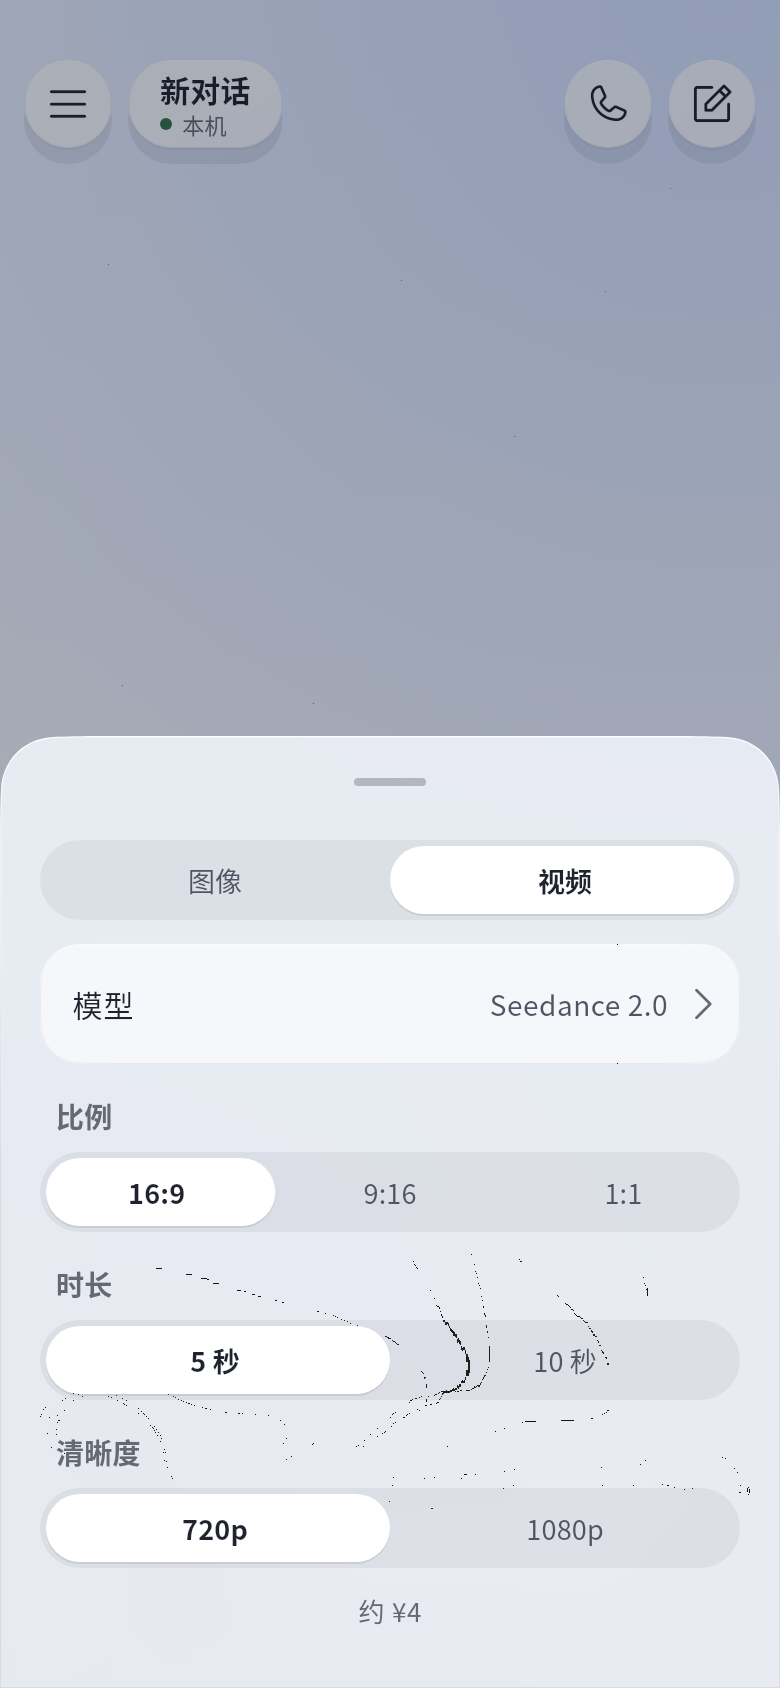 新对话
本机
图像
视频
模型
Seedance 2.0
比例
16:9
9:16
1:1
时长
5 秒
10 秒
清晰度
720p
1080p
约 ¥4